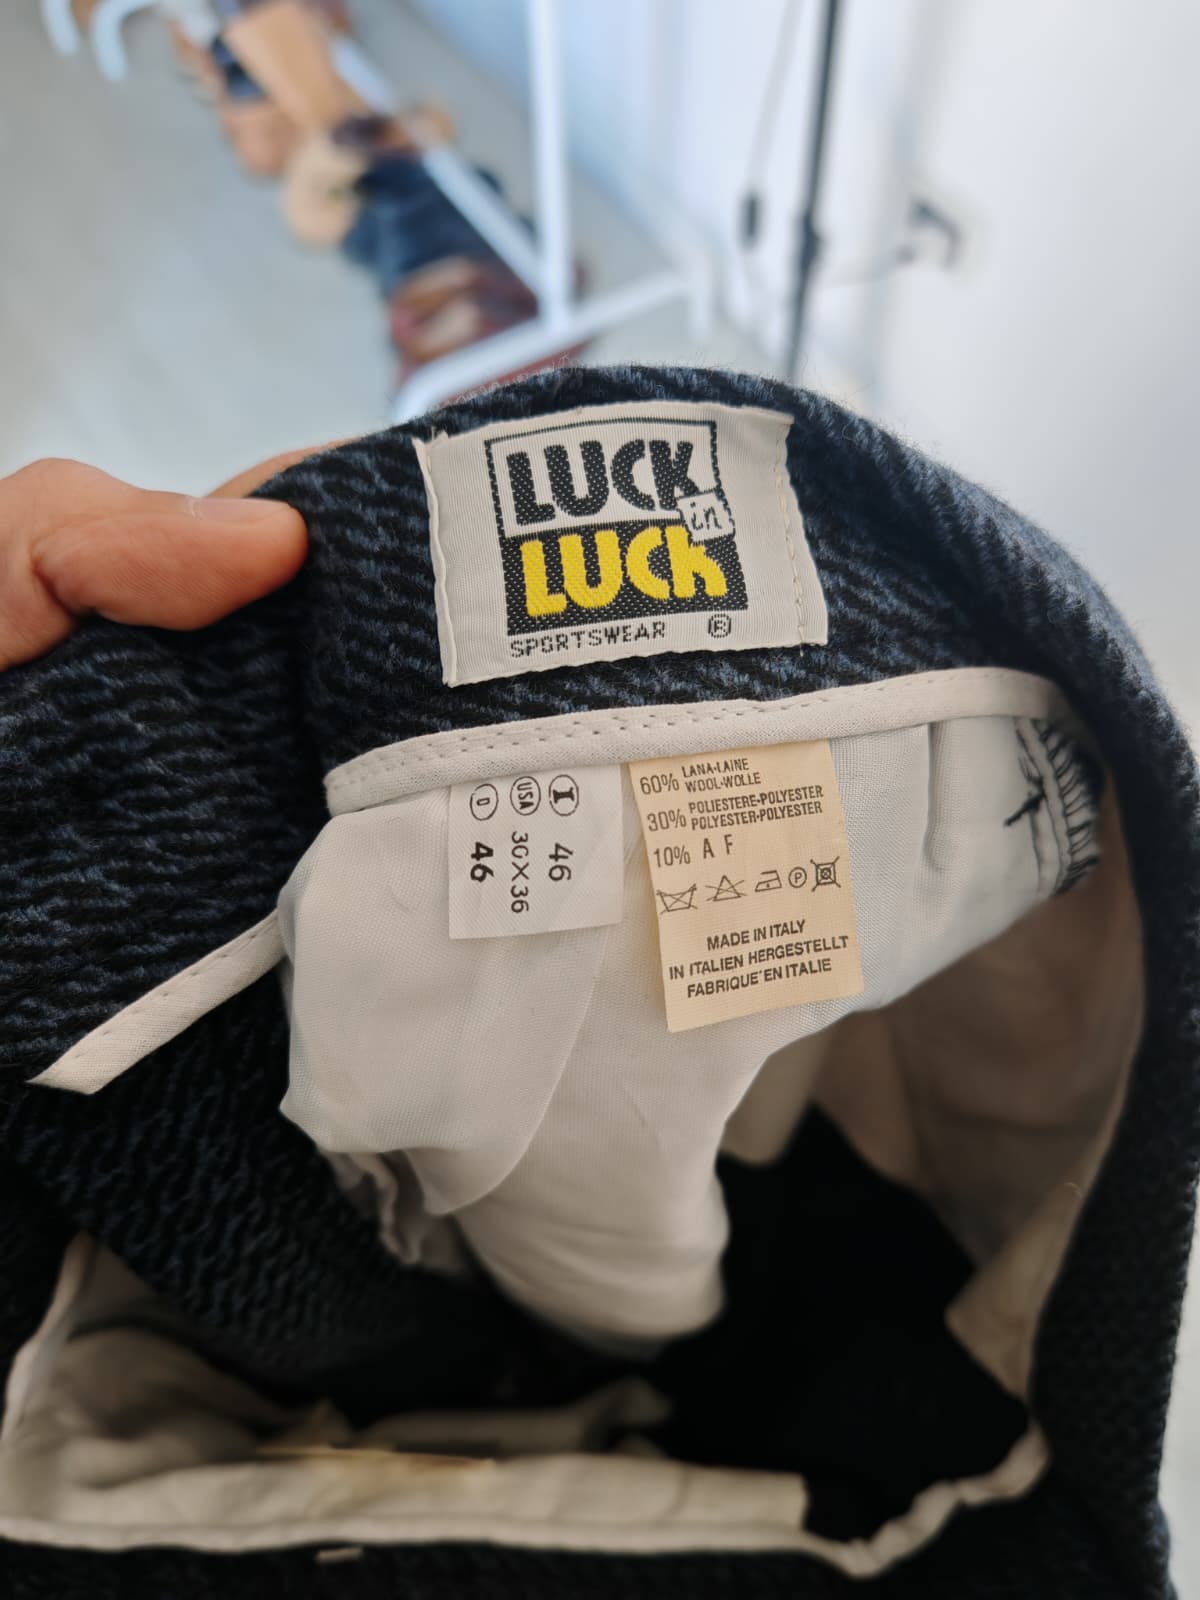 LUCK
in
LUCK
SPORTSWEAR ®
I 46
USA 30X36
D 46
60% LANA-LAINE
WOOL-WOLLE
30% POLIESTERE-POLYESTER
POLYESTER-POLYESTER
10% A F
P
MADE IN ITALY
IN ITALIEN HERGESTELLT
FABRIQUE'EN ITALIE